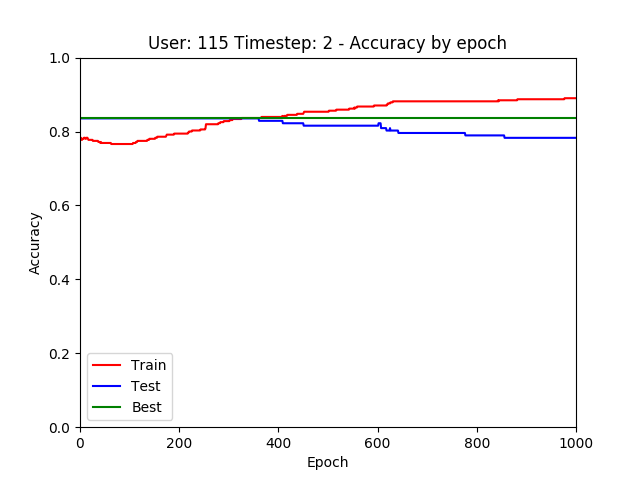 User: 115 Timestep: 2 - Accuracy by epoch
1.0
0.8
0.6
0.4
0.2
0.0
Accuracy
Train
Test
Best
0 200 400 600 800 1000
Epoch